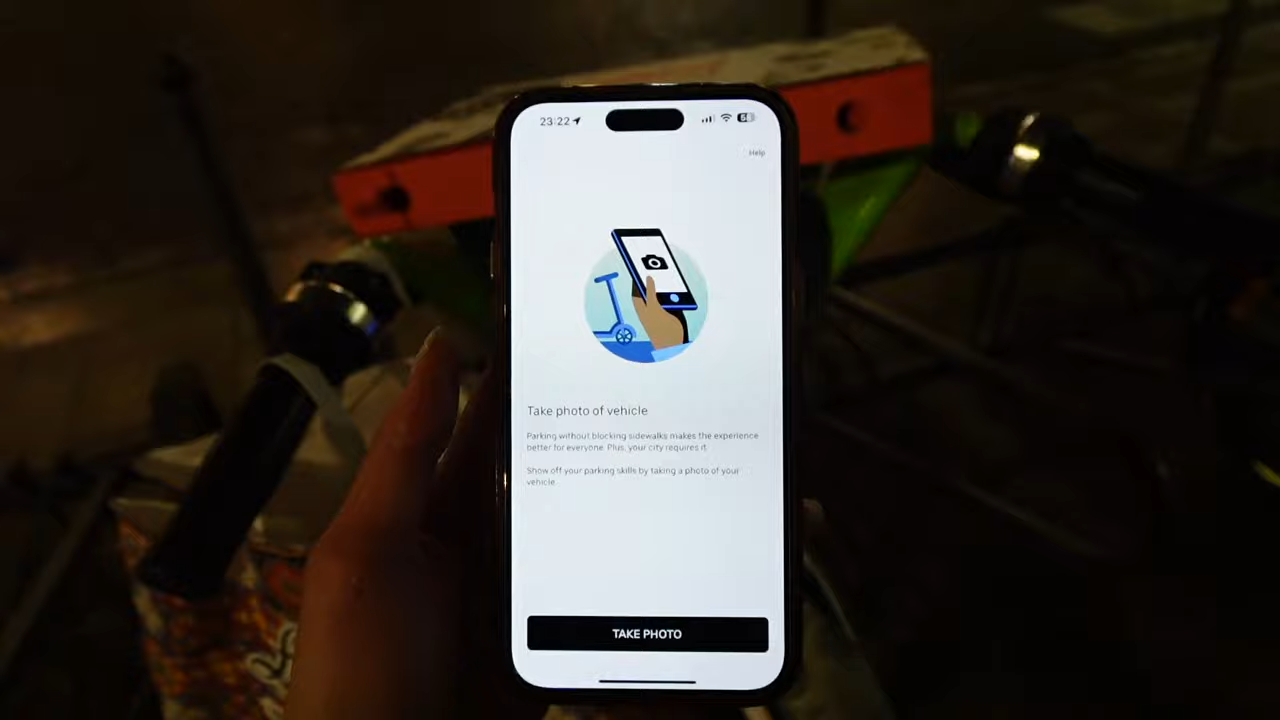 23:22
Help
Take photo of vehicle
Parking without blocking sidewalks makes the experience
better for everyone. Plus, your city requires it.
Show off your parking skills by taking a photo of your
vehicle.
TAKE PHOTO